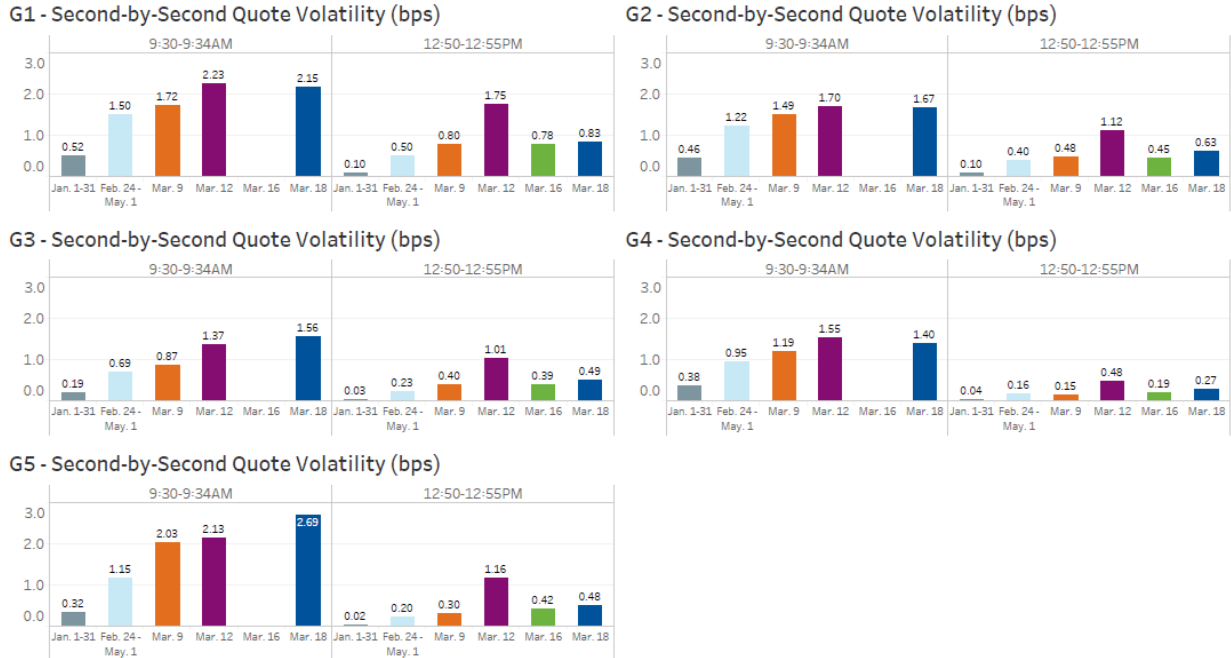 G1 - Second-by-Second Quote Volatility (bps)
9:30-9:34AM 12:50-12:55PM
3.0
2.0
1.0
0.0
0.52 1.50 1.72 2.23 2.15 0.10 0.50 0.80 1.75 0.78 0.83
Jan. 1-31 Feb. 24 - Mar. 9 Mar. 12 Mar. 16 Mar. 18 Jan. 1-31 Feb. 24 - Mar. 9 Mar. 12 Mar. 16 Mar. 18
May. 1 May. 1
G2 - Second-by-Second Quote Volatility (bps)
9:30-9:34AM 12:50-12:55PM
3.0
2.0
1.0
0.0
0.46 1.22 1.49 1.70 1.67 0.10 0.40 0.48 1.12 0.45 0.63
Jan. 1-31 Feb. 24 - Mar. 9 Mar. 12 Mar. 16 Mar. 18 Jan. 1-31 Feb. 24 - Mar. 9 Mar. 12 Mar. 16 Mar. 18
May. 1 May. 1
G3 - Second-by-Second Quote Volatility (bps)
9:30-9:34AM 12:50-12:55PM
3.0
2.0
1.0
0.0
0.19 0.69 0.87 1.37 1.56 0.03 0.23 0.40 1.01 0.39 0.49
Jan. 1-31 Feb. 24 - Mar. 9 Mar. 12 Mar. 16 Mar. 18 Jan. 1-31 Feb. 24 - Mar. 9 Mar. 12 Mar. 16 Mar. 18
May. 1 May. 1
G4 - Second-by-Second Quote Volatility (bps)
9:30-9:34AM 12:50-12:55PM
3.0
2.0
1.0
0.0
0.38 0.95 1.19 1.55 1.40 0.04 0.16 0.15 0.48 0.19 0.27
Jan. 1-31 Feb. 24 - Mar. 9 Mar. 12 Mar. 16 Mar. 18 Jan. 1-31 Feb. 24 - Mar. 9 Mar. 12 Mar. 16 Mar. 18
May. 1 May. 1
G5 - Second-by-Second Quote Volatility (bps)
9:30-9:34AM 12:50-12:55PM
3.0
2.0
1.0
0.0
0.32 1.15 2.03 2.13 2.69 0.02 0.20 0.30 1.16 0.42 0.48
Jan. 1-31 Feb. 24 - Mar. 9 Mar. 12 Mar. 16 Mar. 18 Jan. 1-31 Feb. 24 - Mar. 9 Mar. 12 Mar. 16 Mar. 18
May. 1 May. 1